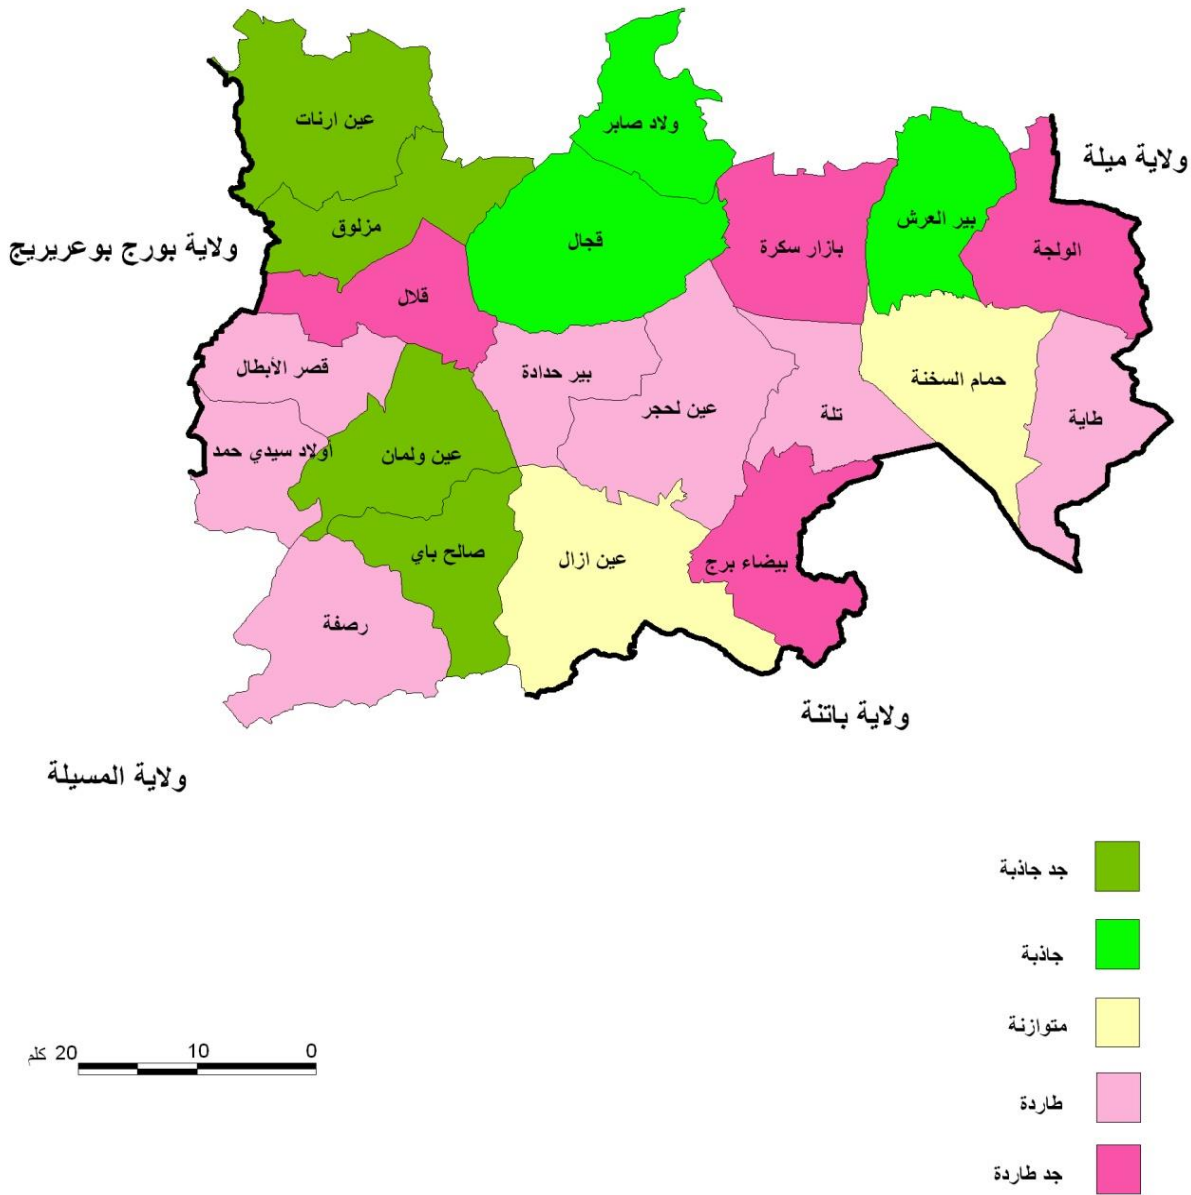 عين ارنات
ولاد صابر
ولاية ميلة
مزلوق
قجال
بازار سكرة
بير العرش
الولجة
ولاية بورج بوعريريج
قلال
قصر الأبطال
بير حدادة
عين لحجر
تلة
حمام السخنة
طاية
أولاد سيدي حمد
عين ولمان
صالح باي
عين ازال
بيضاء برج
رصفة
ولاية باتنة
ولاية المسيلة
جد جاذبة
جاذبة
متوازنة
طاردة
جد طاردة
0 10 20 كلم